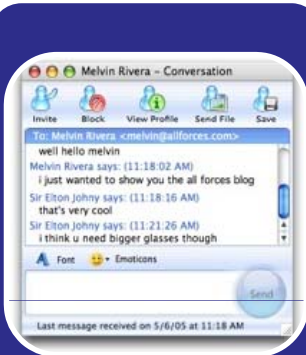 Melvin Rivera – Conversation
Invite Block View Profile Send File Save
To: Melvin Rivera <melvin@allforces.com>
well hello melvin
Melvin Rivera says: (11:18:02 AM)
i just wanted to show you the all forces blog
Sir Elton Johny says: (11:18:16 AM)
that's very cool
Sir Elton Johny says: (11:21:26 AM)
i think u need bigger glasses though
A Font Emoticons
Send
Last message received on 5/6/05 at 11:18 AM